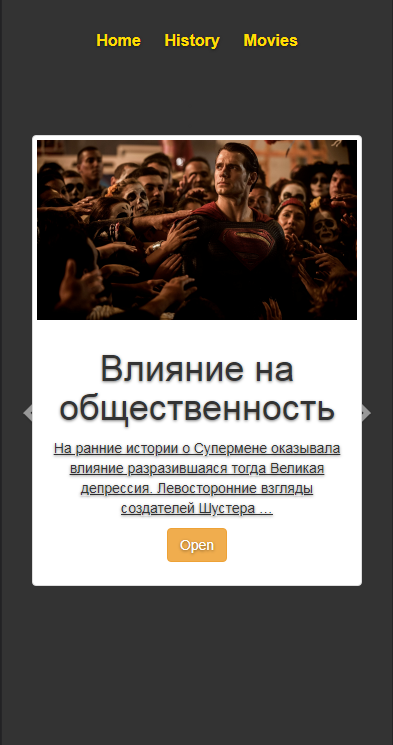 Home History Movies
Влияние на
общественность
На ранние истории о Супермене оказывала
влияние разразившаяся тогда Великая
депрессия. Левосторонние взгляды
создателей Шустера …
Open